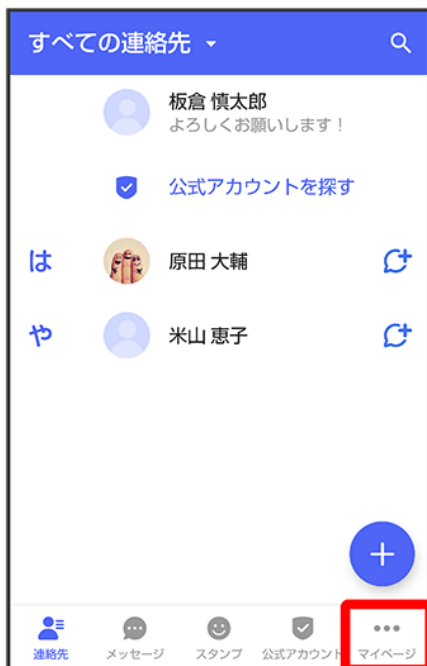 すべての連絡先
板倉 慎太郎
よろしくお願いします！
公式アカウントを探す
は
原田 大輔
や
米山 恵子
連絡先
メッセージ
スタンプ
公式アカウント
マイページ